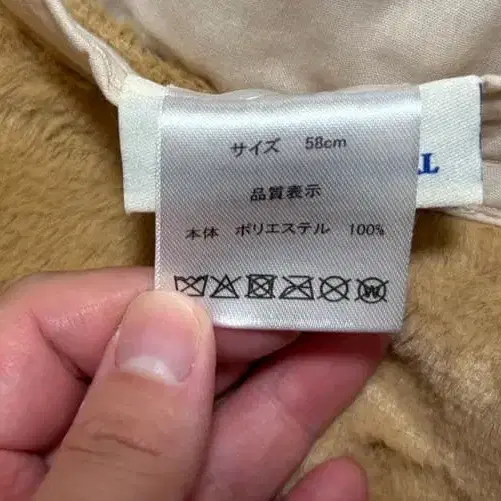 サイズ 58cm
品質表示
本体 ポリエステル 100%